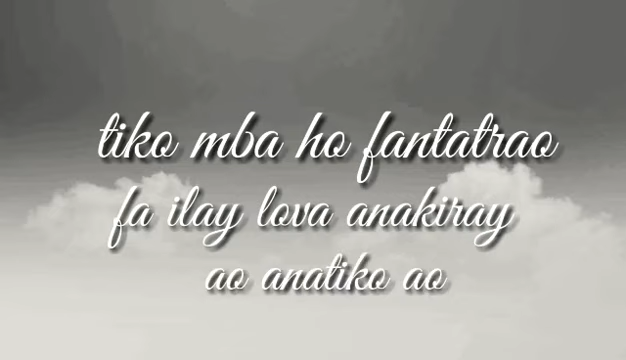 tiko mba ho fantatrao
fa ilay lova anakiray
ao anatiko ao